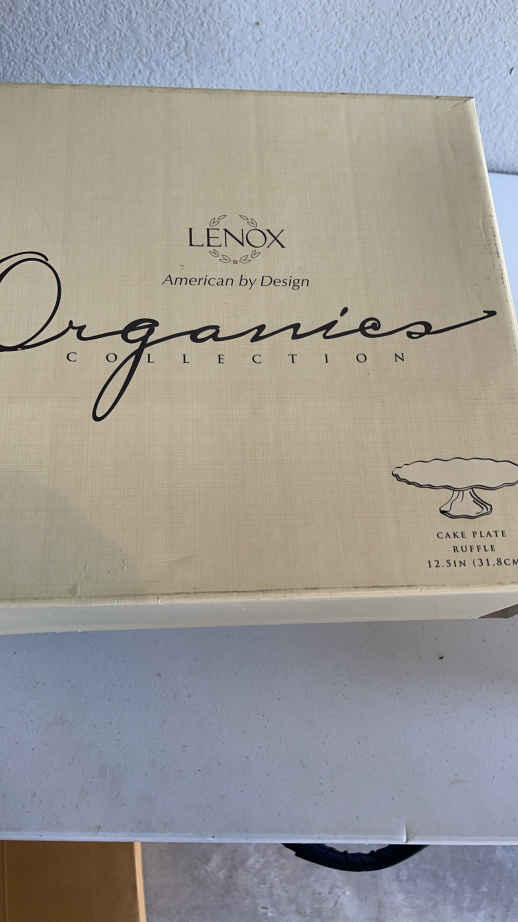 LENOX
American by Design
Organics
COLLECTION
CAKE PLATE
RUFFLE
12.5IN (31.8CM